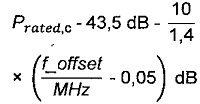 P_rated,c - 43,5 dB - 10/1,4
× (f_offset/MHz - 0,05) dB